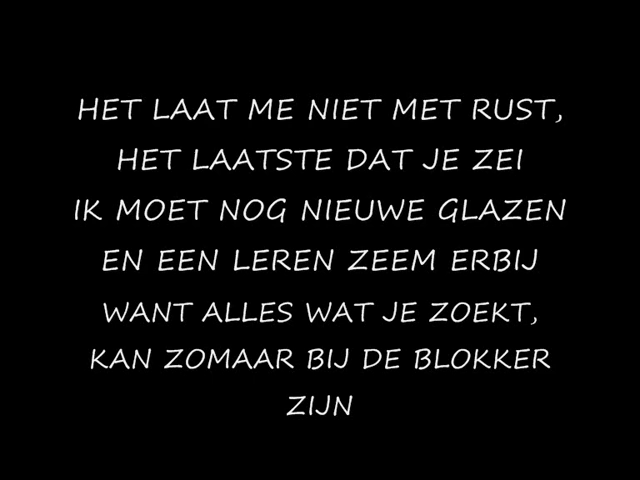 HET LAAT ME NIET MET RUST,
HET LAATSTE DAT JE ZEI
IK MOET NOG NIEUWE GLAZEN
EN EEN LEREN ZEEM ERBIJ
WANT ALLES WAT JE ZOEKT,
KAN ZOMAAR BIJ DE BLOKKER
ZIJN